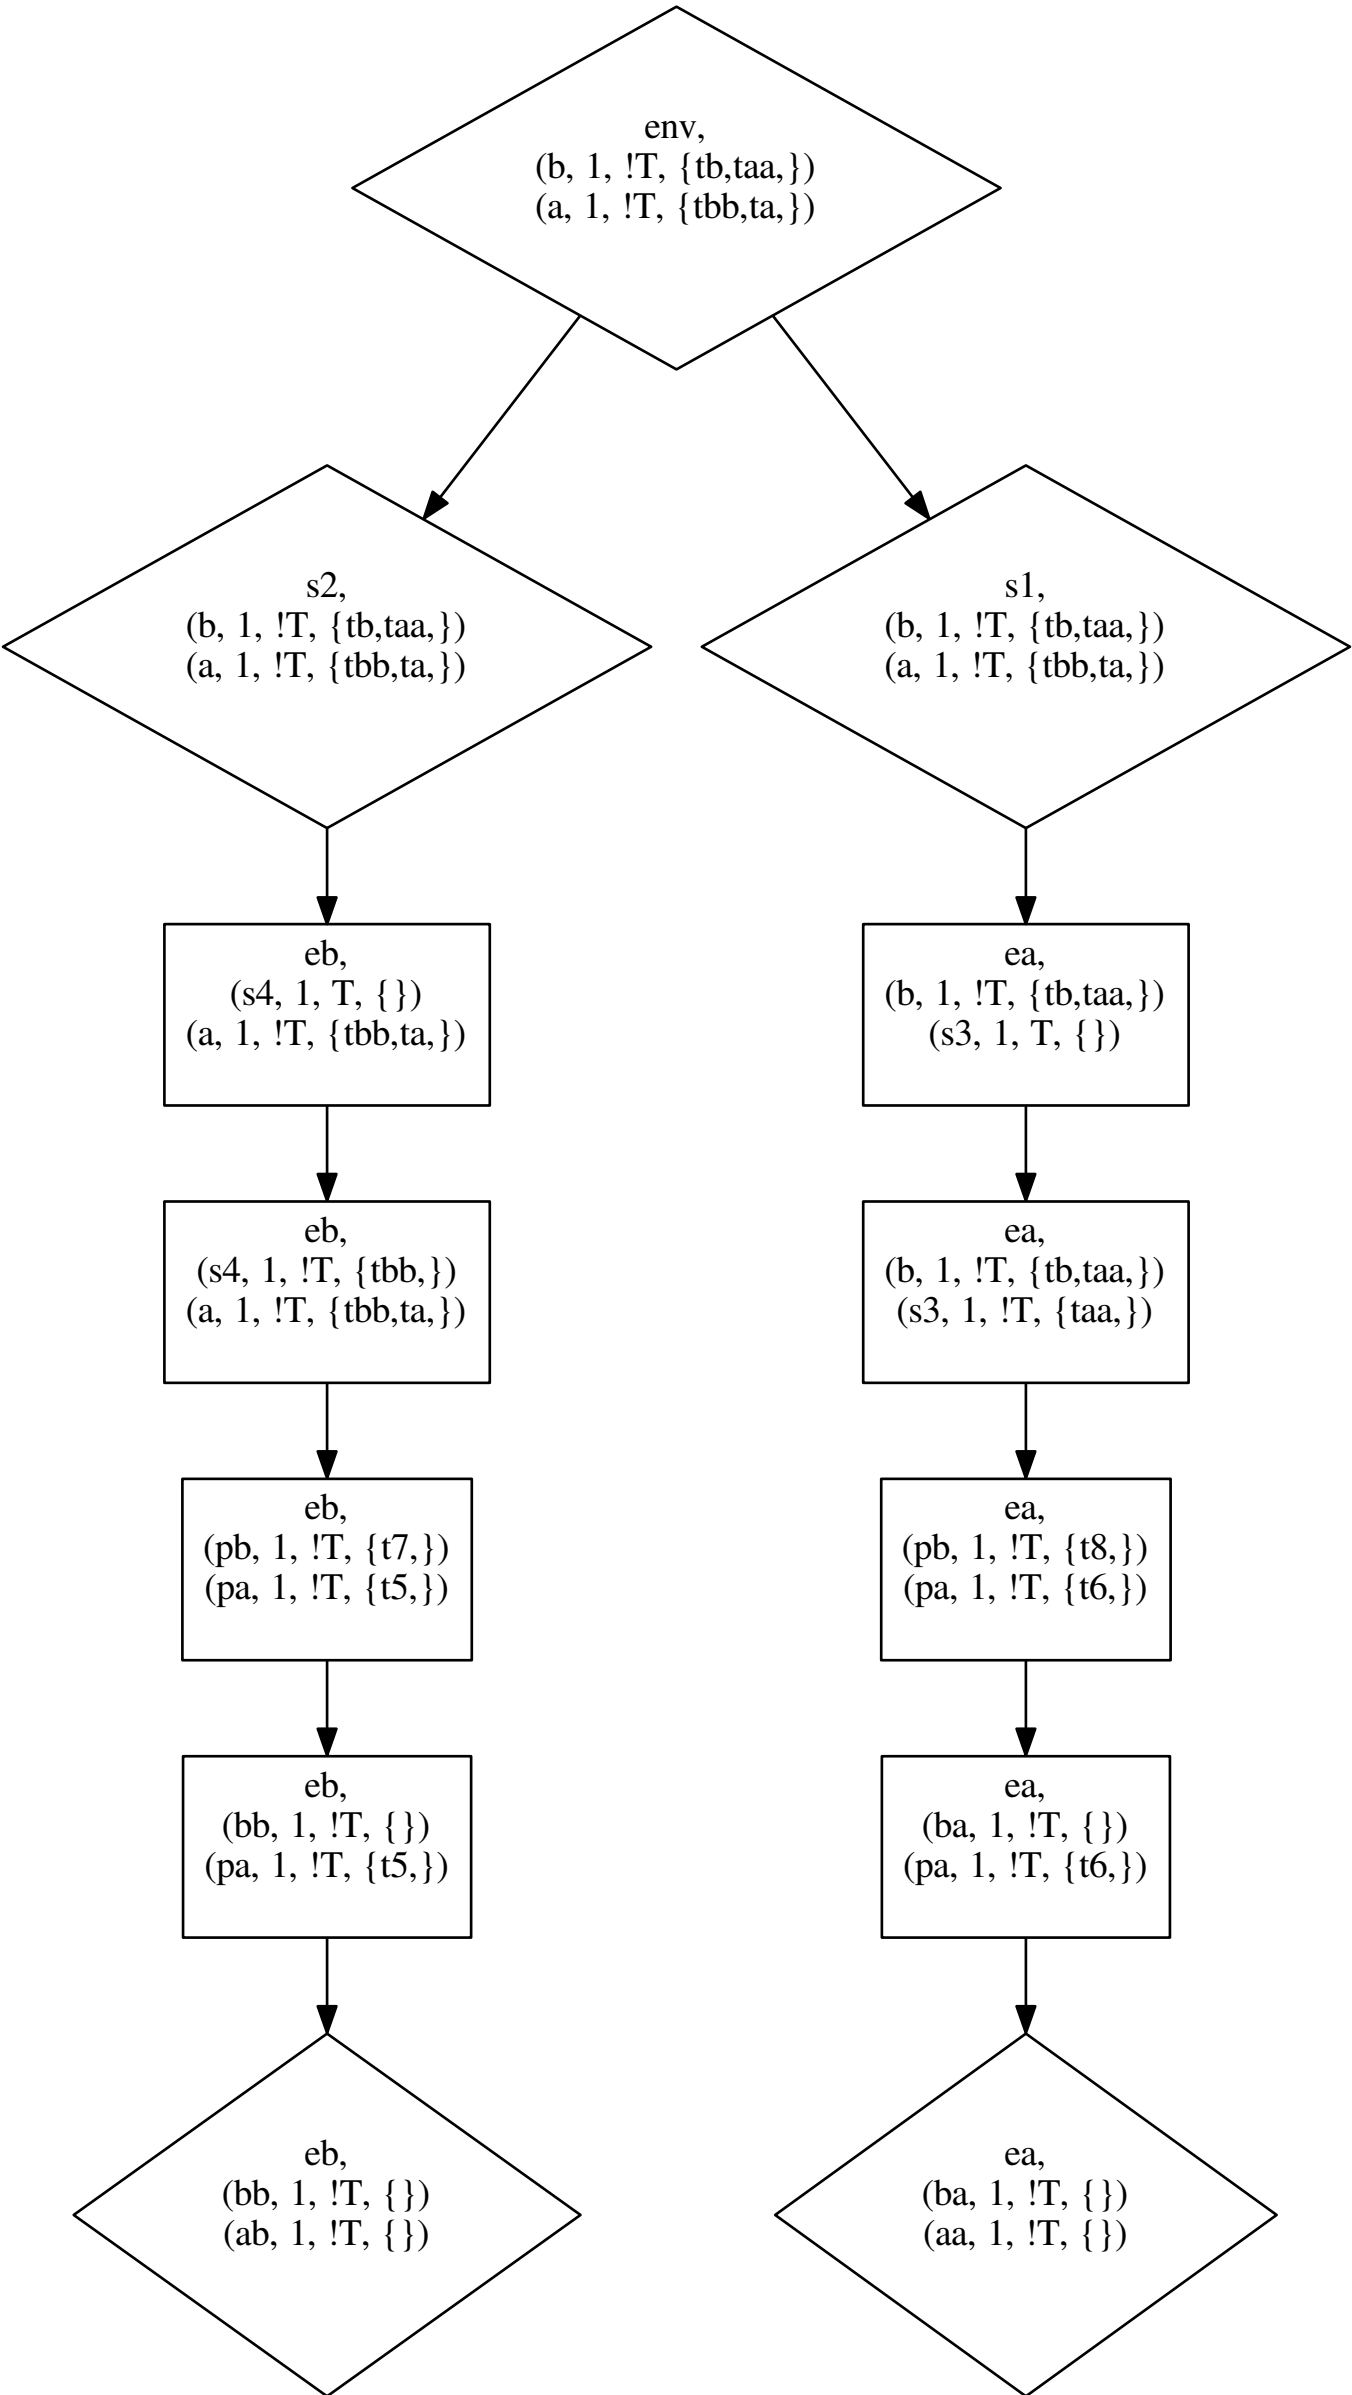 env,
(b, 1, !T, {tb,taa,})
(a, 1, !T, {tbb,ta,})
s2,
(b, 1, !T, {tb,taa,})
(a, 1, !T, {tbb,ta,})
s1,
(b, 1, !T, {tb,taa,})
(a, 1, !T, {tbb,ta,})
eb,
(s4, 1, T, {})
(a, 1, !T, {tbb,ta,})
ea,
(b, 1, !T, {tb,taa,})
(s3, 1, T, {})
eb,
(s4, 1, !T, {tbb,})
(a, 1, !T, {tbb,ta,})
ea,
(b, 1, !T, {tb,taa,})
(s3, 1, !T, {taa,})
eb,
(pb, 1, !T, {t7,})
(pa, 1, !T, {t5,})
ea,
(pb, 1, !T, {t8,})
(pa, 1, !T, {t6,})
eb,
(bb, 1, !T, {})
(pa, 1, !T, {t5,})
ea,
(ba, 1, !T, {})
(pa, 1, !T, {t6,})
eb,
(bb, 1, !T, {})
(ab, 1, !T, {})
ea,
(ba, 1, !T, {})
(aa, 1, !T, {})